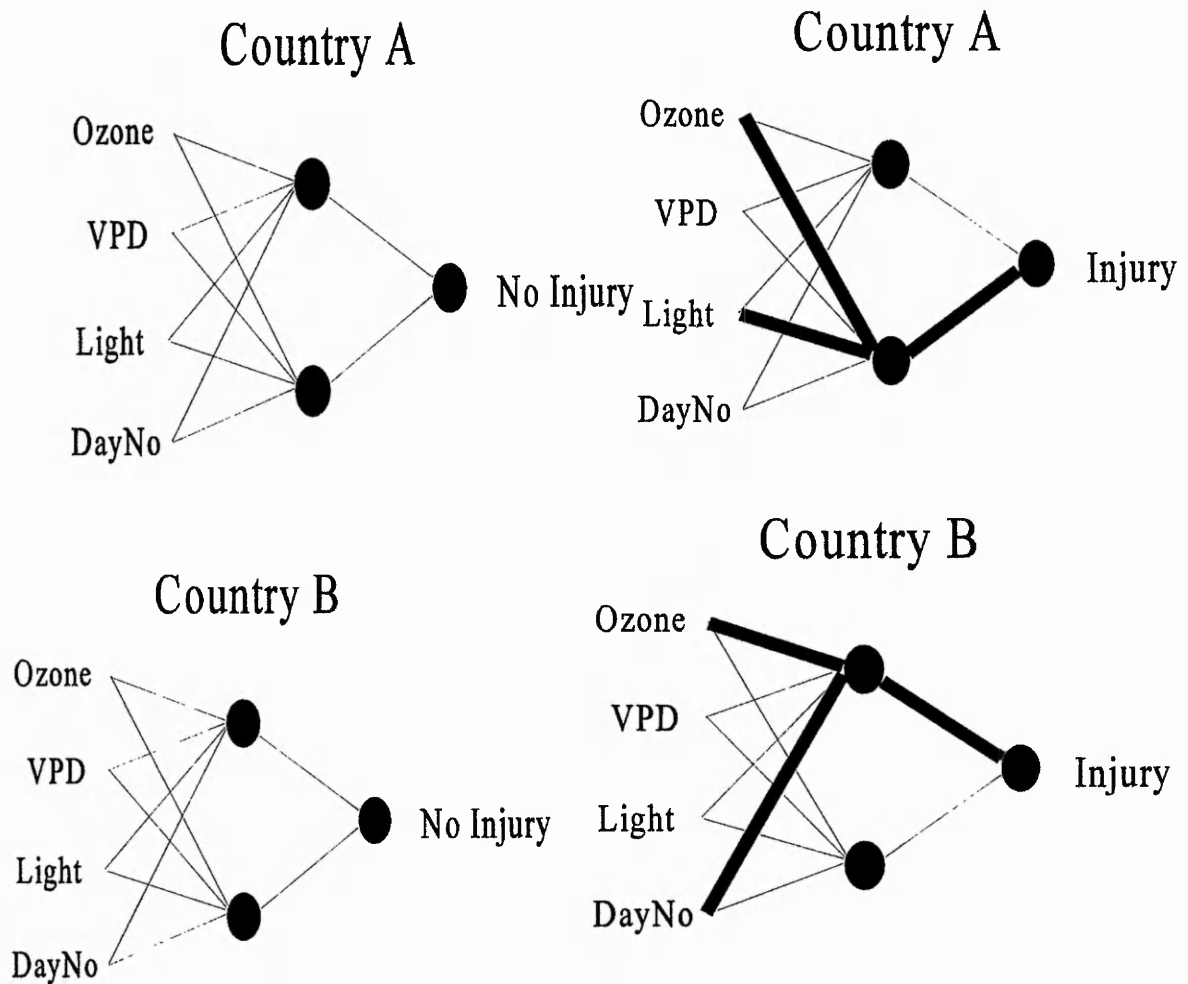 Country A
Ozone
VPD
Light
DayNo
No Injury
Country A
Ozone
VPD
Light
DayNo
Injury
Country B
Ozone
VPD
Light
DayNo
No Injury
Country B
Ozone
VPD
Light
DayNo
Injury